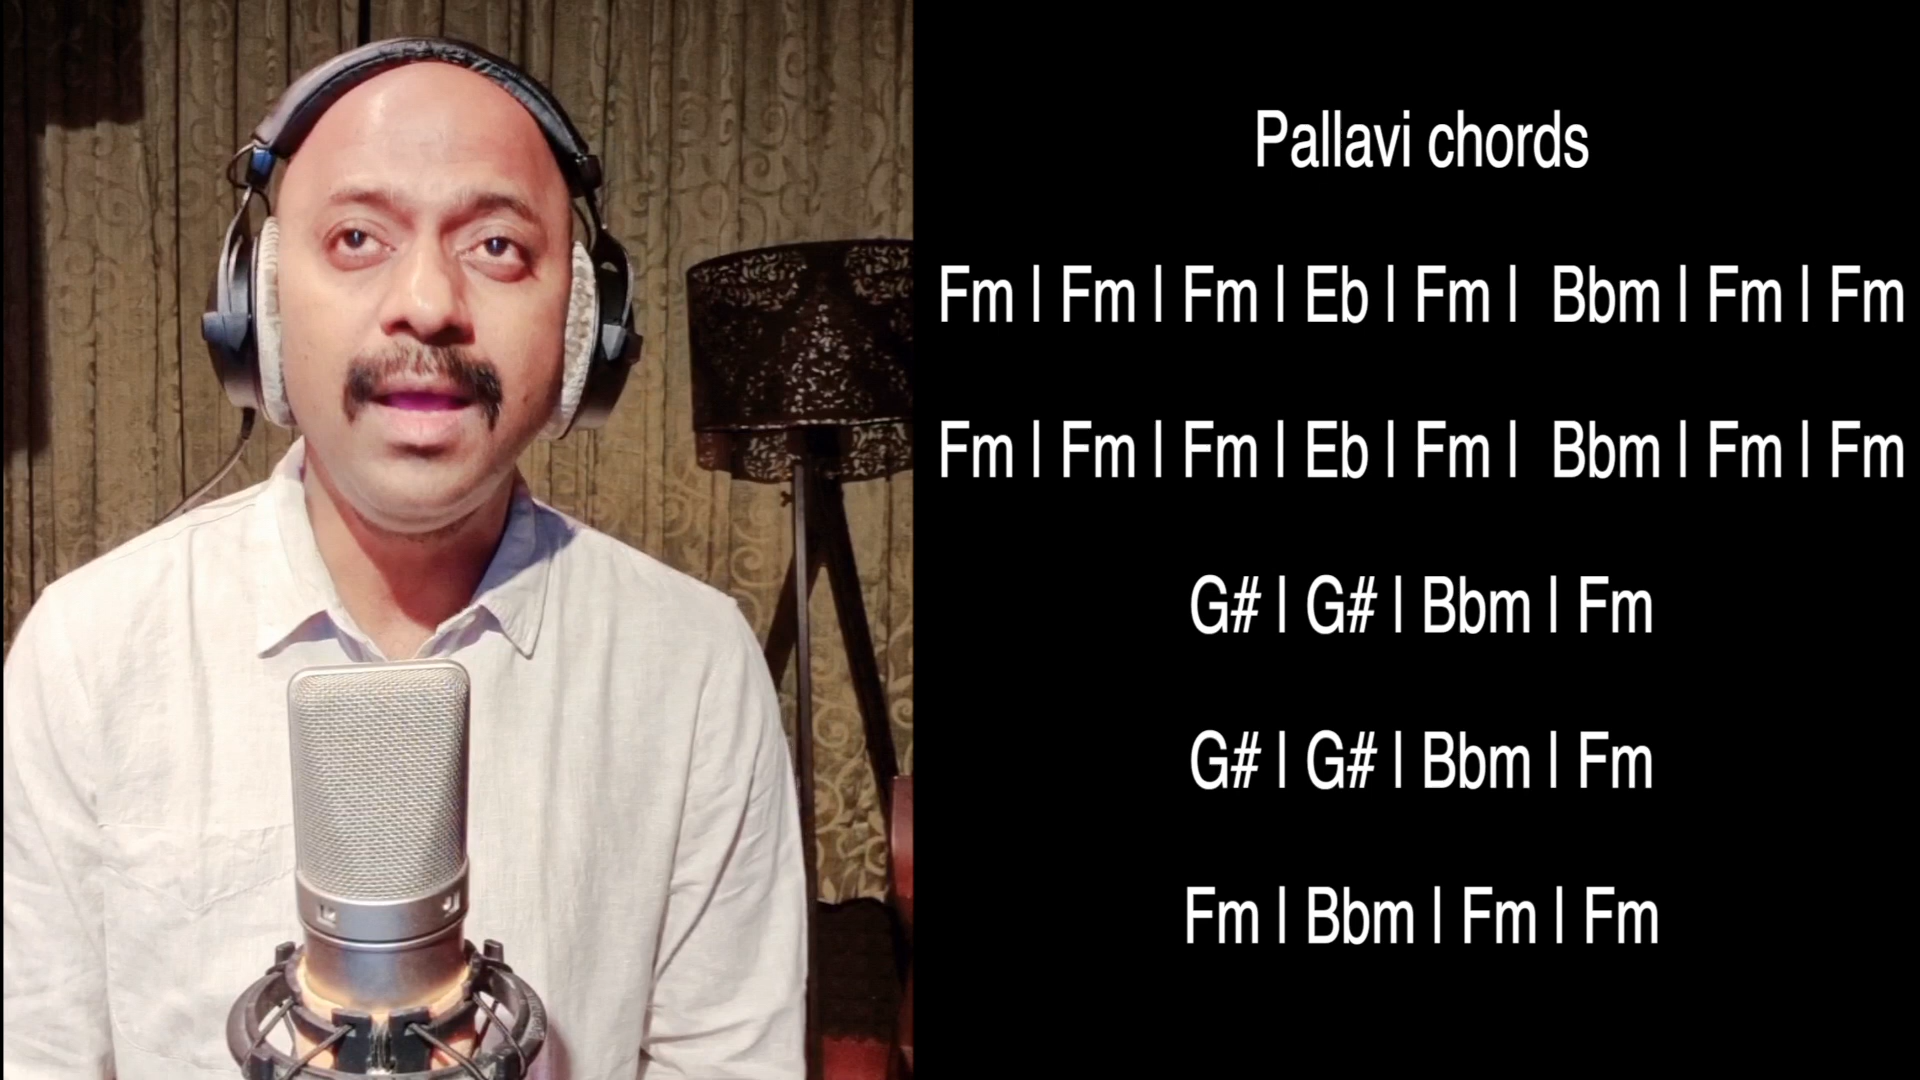 Pallavi chords
Fm | Fm | Fm | Eb | Fm |  Bbm | Fm | Fm
Fm | Fm | Fm | Eb | Fm |  Bbm | Fm | Fm
G# | G# | Bbm | Fm
G# | G# | Bbm | Fm
Fm | Bbm | Fm | Fm